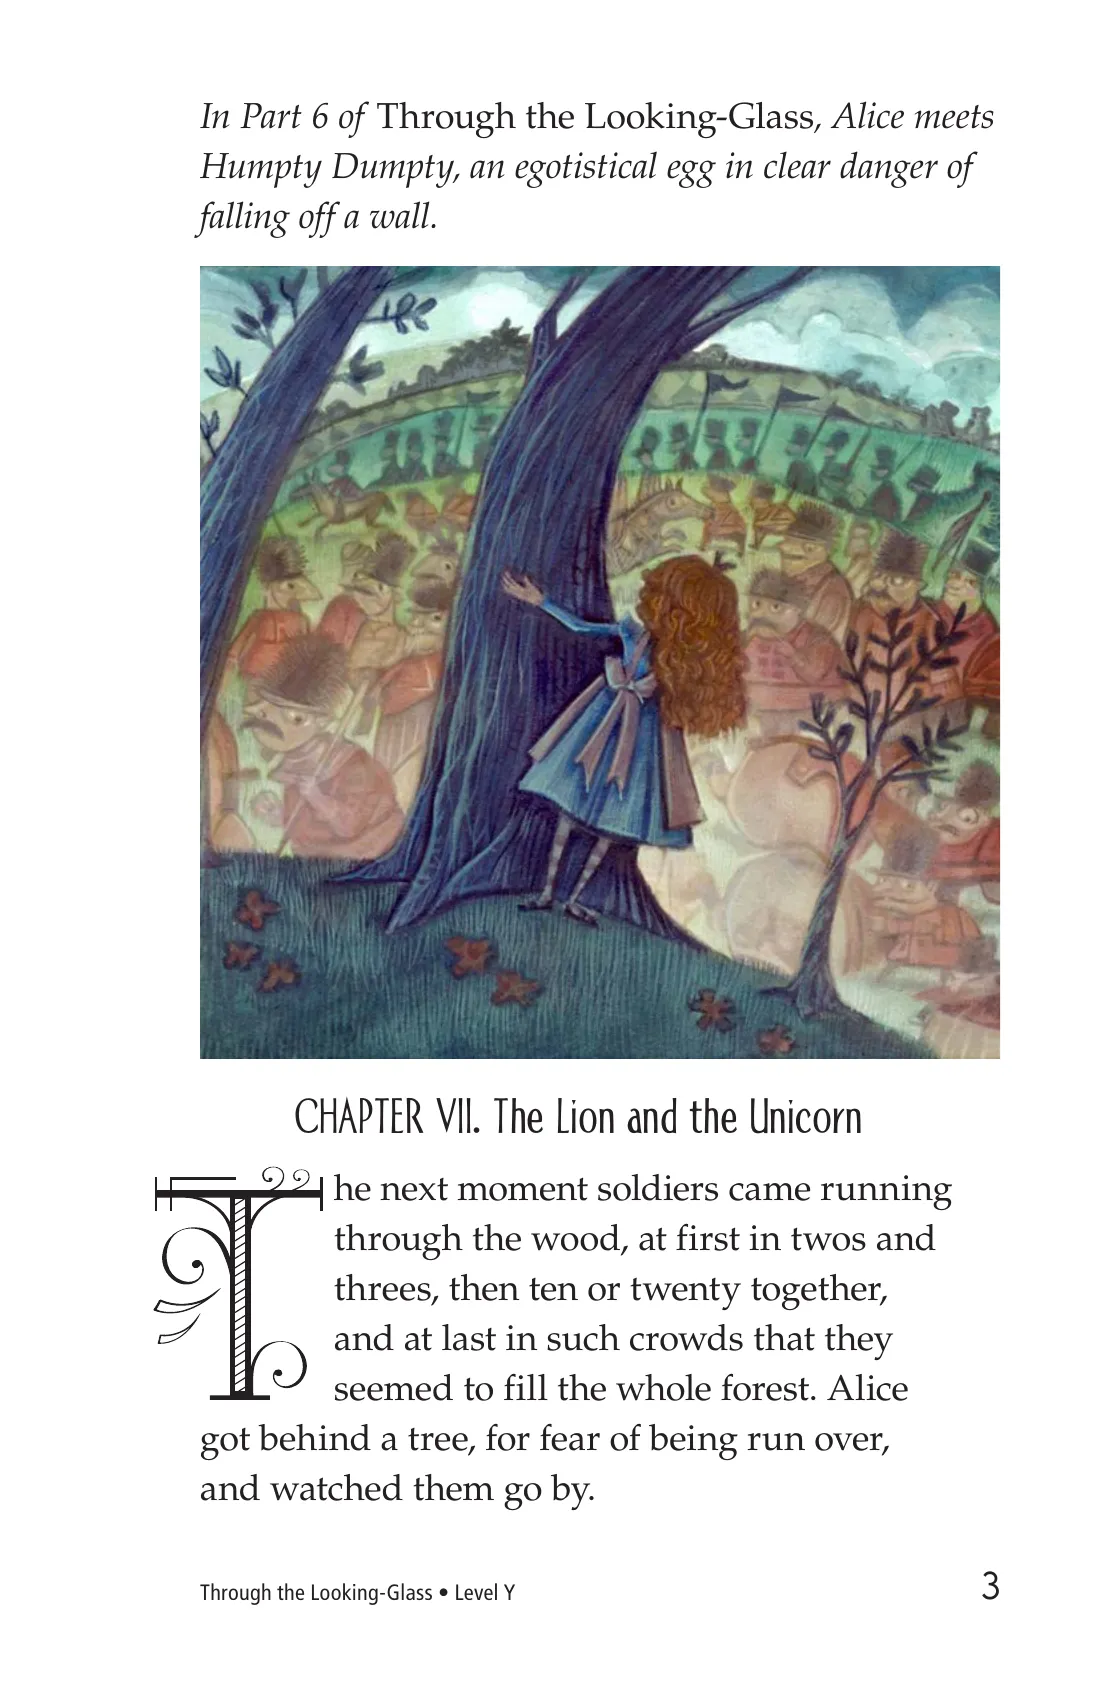 In Part 6 of Through the Looking-Glass, Alice meets
Humpty Dumpty, an egotistical egg in clear danger of
falling off a wall.
CHAPTER VII. The Lion and the Unicorn
The next moment soldiers came running
through the wood, at first in twos and
threes, then ten or twenty together,
and at last in such crowds that they
seemed to fill the whole forest. Alice
got behind a tree, for fear of being run over,
and watched them go by.
Through the Looking-Glass • Level Y
3